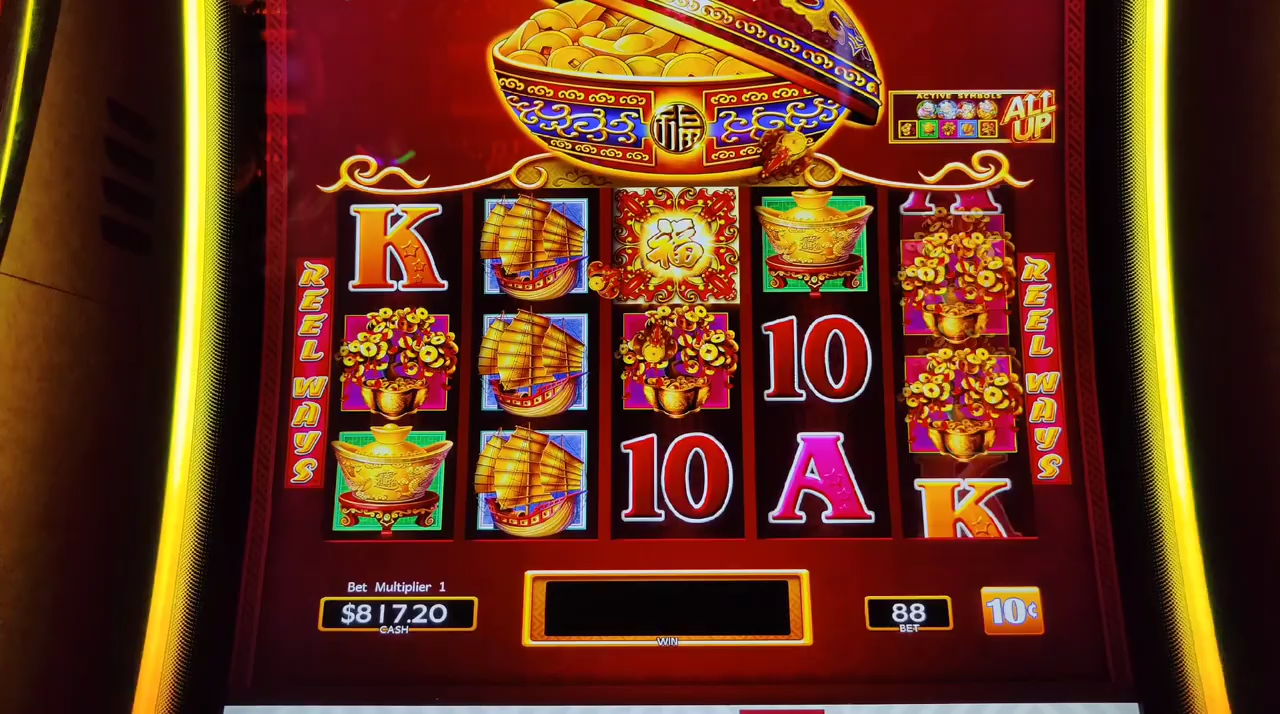 福
ACTIVE SYMBOLS
ALL
UP
K
福
A
REEL WAYS
10
REEL WAYS
10
A
K
Bet Multiplier 1
$817.20
CASH
WIN
88
BET
10¢